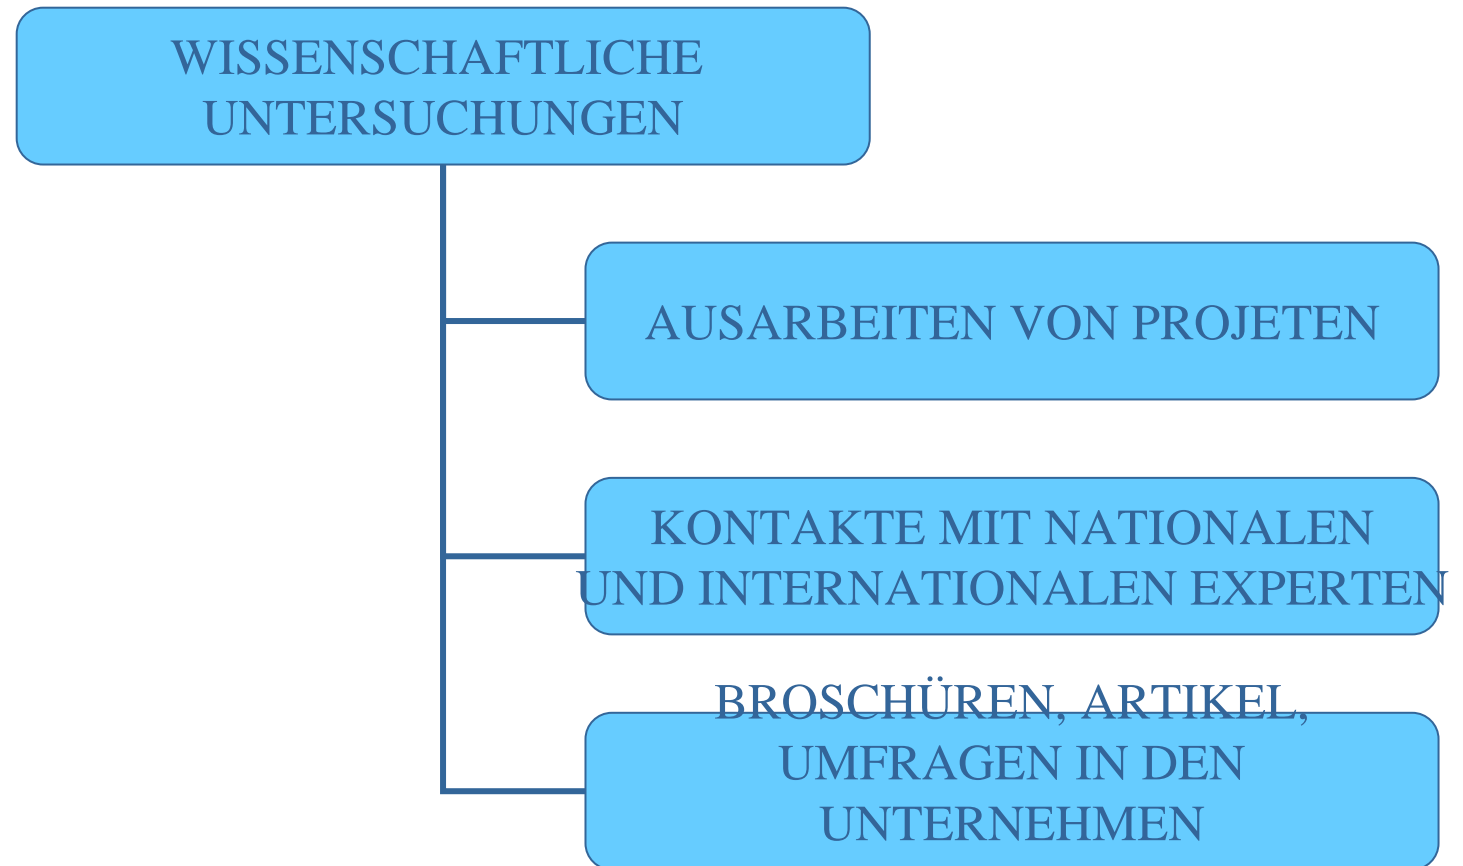 WISSENSCHAFTLICHE
UNTERSUCHUNGEN
AUSARBEITEN VON PROJETEN
KONTAKTE MIT NATIONALEN
UND INTERNATIONALEN EXPERTEN
BROSCHÜREN, ARTIKEL,
UMFRAGEN IN DEN
UNTERNEHMEN